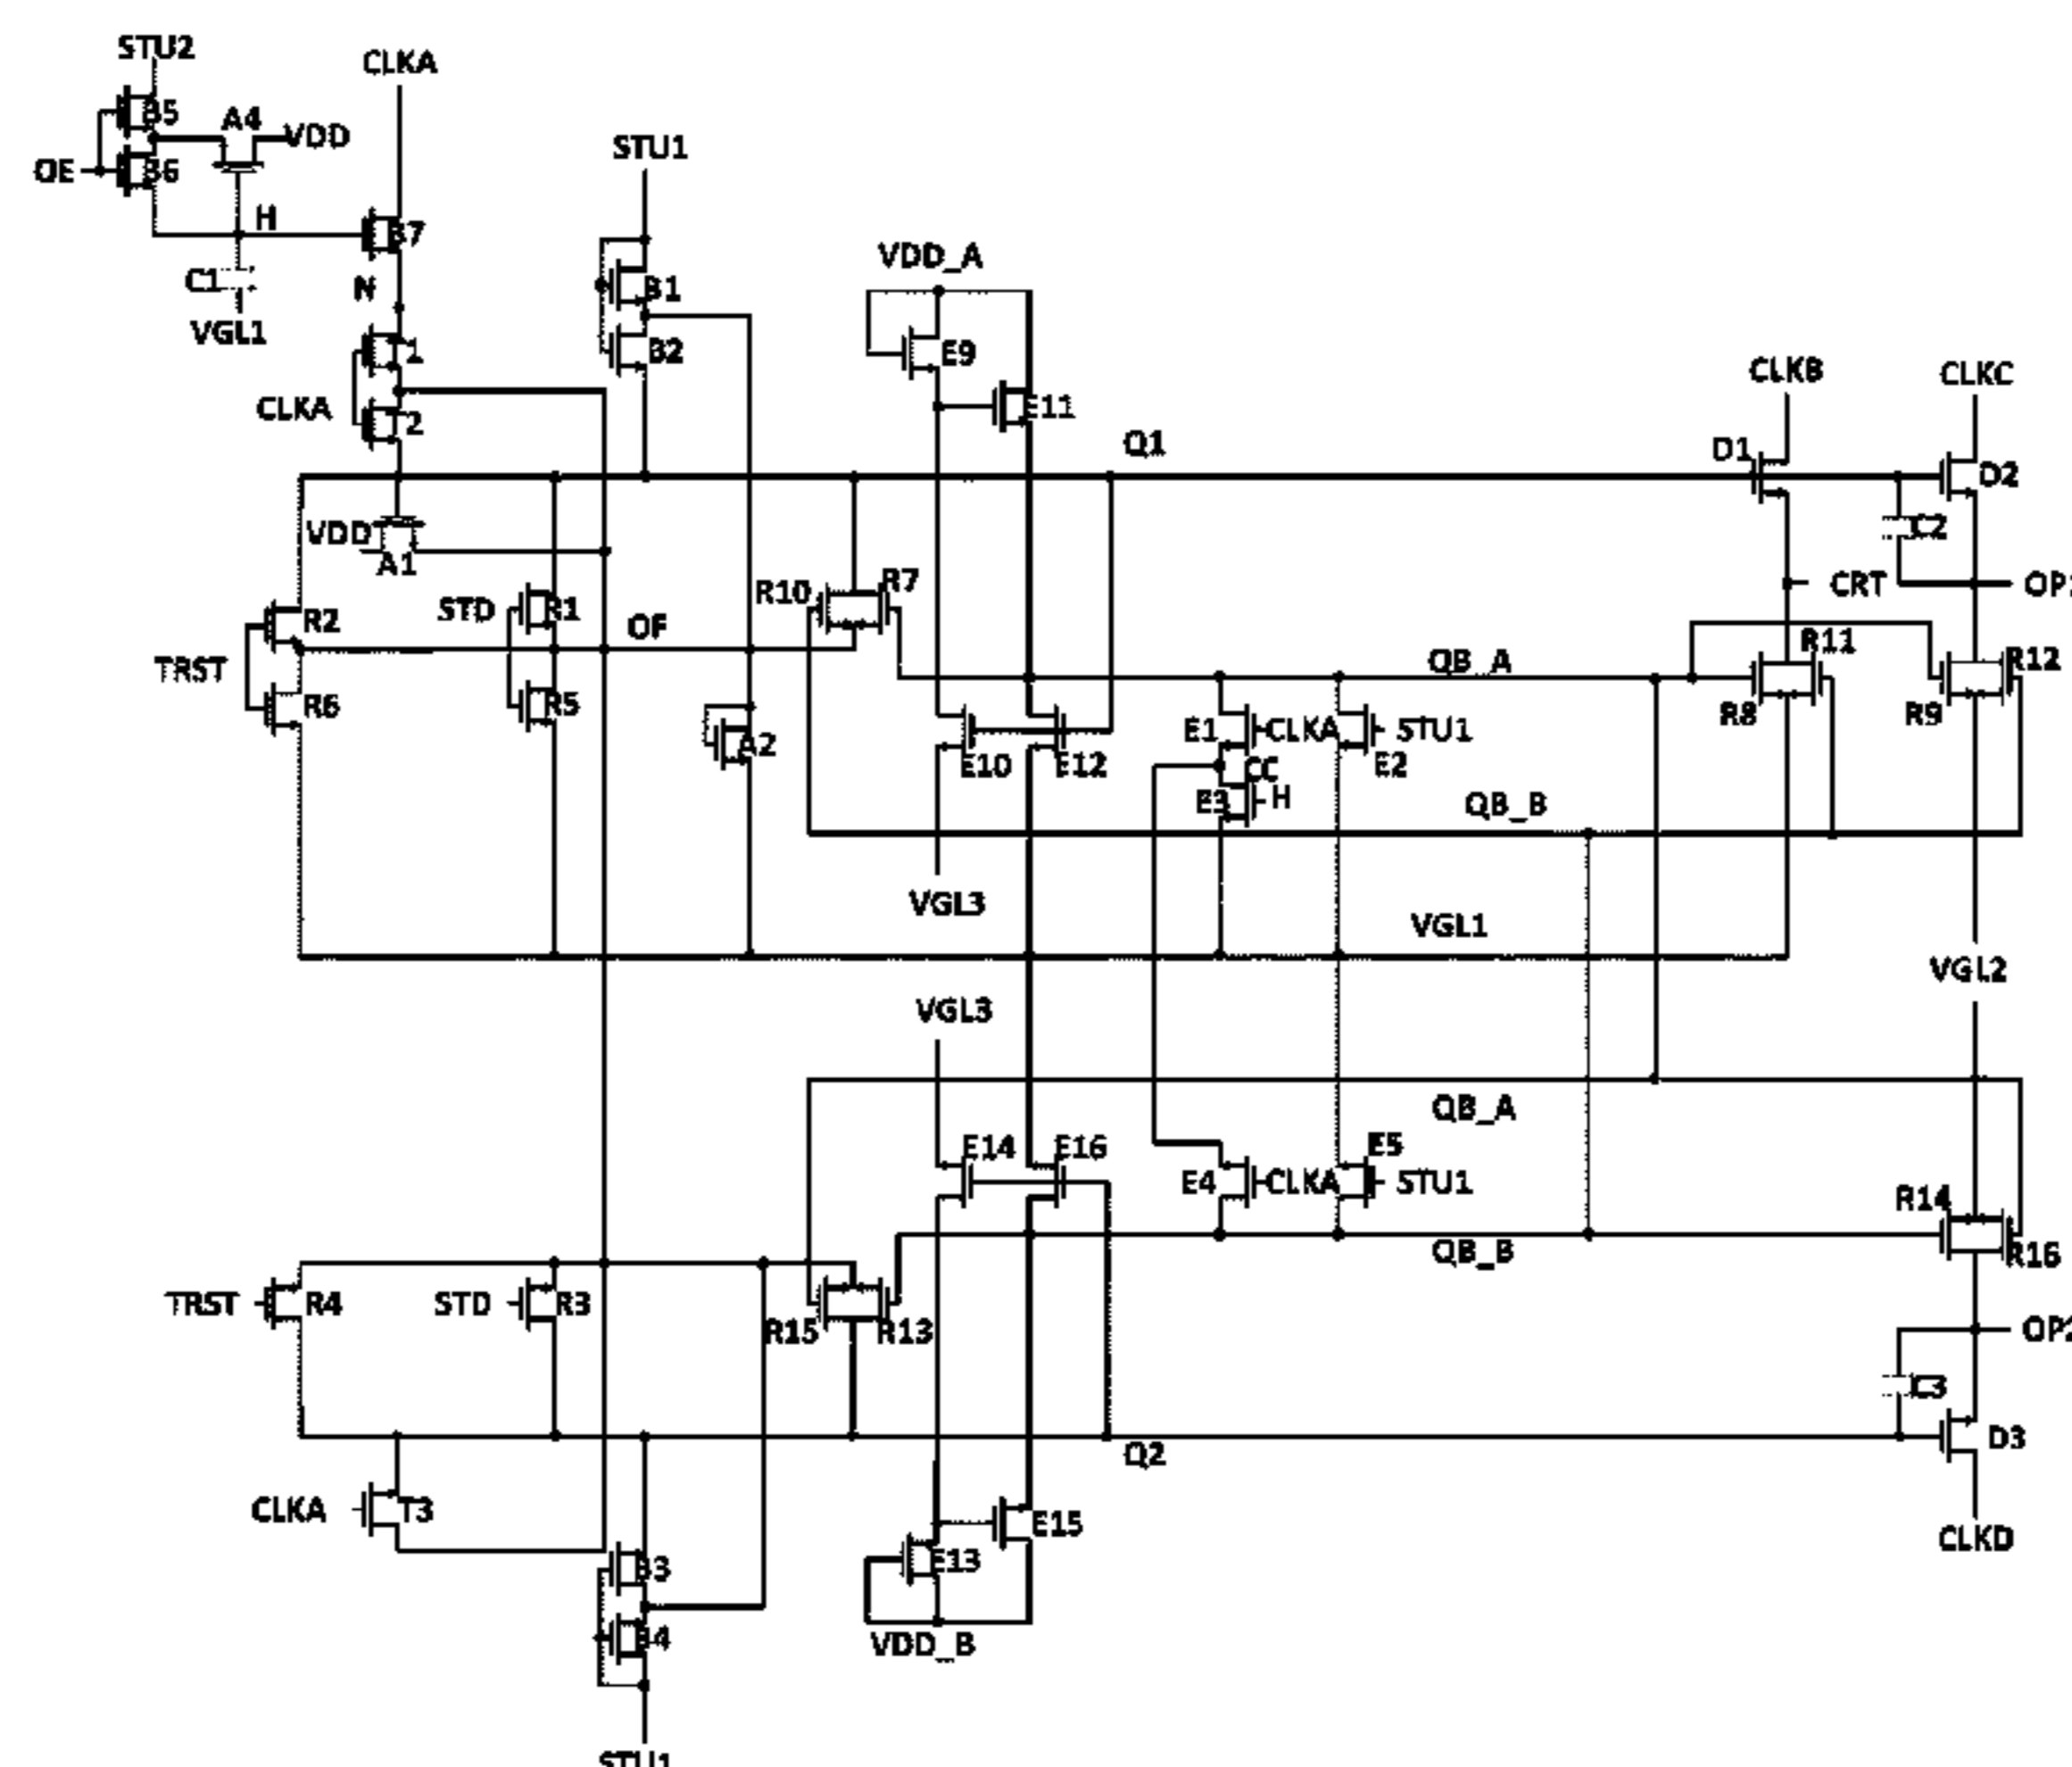 STU2
CLKA
B5
A4
VDD
STU1
OE
B6
H
B7
VDD_A
C1
N
B1
VGL1
1
B2
E9
CLKB
CLKC
CLKA
2
E11
Q1
D1
D2
VDD
C2
A1
R10
R7
CRT
STD
R1
R2
OF
R11
TRST
QB_A
R12
R6
R5
R8
R9
E1
CLKA
STU1
A2
E10
E12
CC
E2
E3
H
QB_B
VGL3
VGL1
VGL2
VGL3
QB_A
E14
E16
E5
E4
CLKA
STU1
R14
QB_B
R16
TRST
R4
STD
R3
R15
R13
OP2
C3
Q2
D3
CLKA
T3
E15
CLKD
E13
B3
VDD_B
STU1